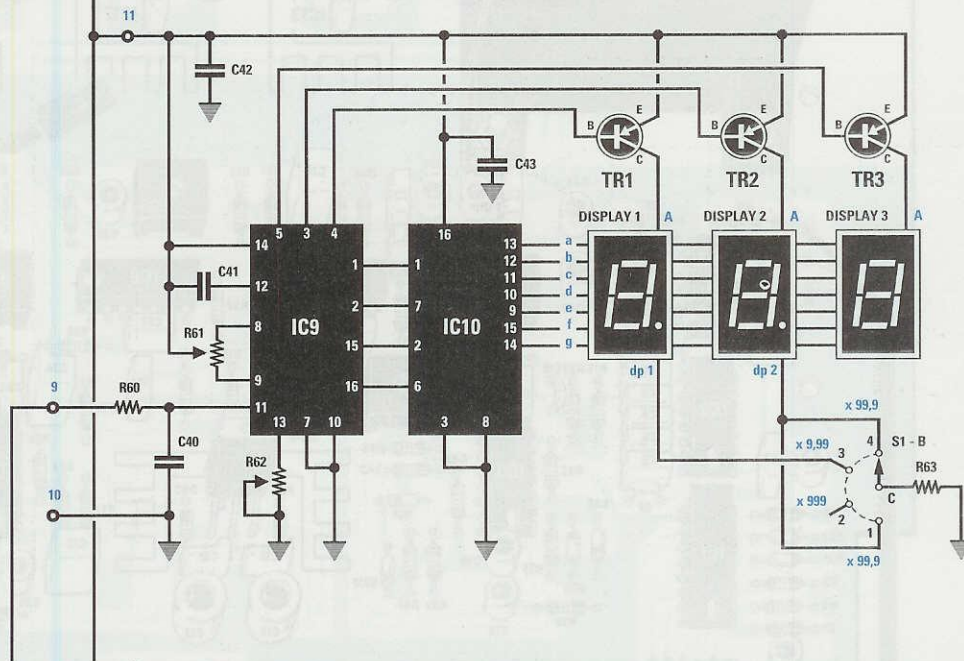 11
C42
E
E
E
B
B
B
C
C
C
C43
TR1
TR2
TR3
DISPLAY 1
A
DISPLAY 2
A
DISPLAY 3
A
5
3
4
16
14
13
a
1
1
12
b
C41
12
11
c
2
7
10
d
R61
8
IC9
IC10
9
e
15
2
15
f
14
g
9
16
6
dp 1
dp 2
9
R60
11
13
7
10
3
8
x 99,9
C40
x 9,99
3
4
S1 - B
R62
R63
10
x 999
C
2
1
x 99,9